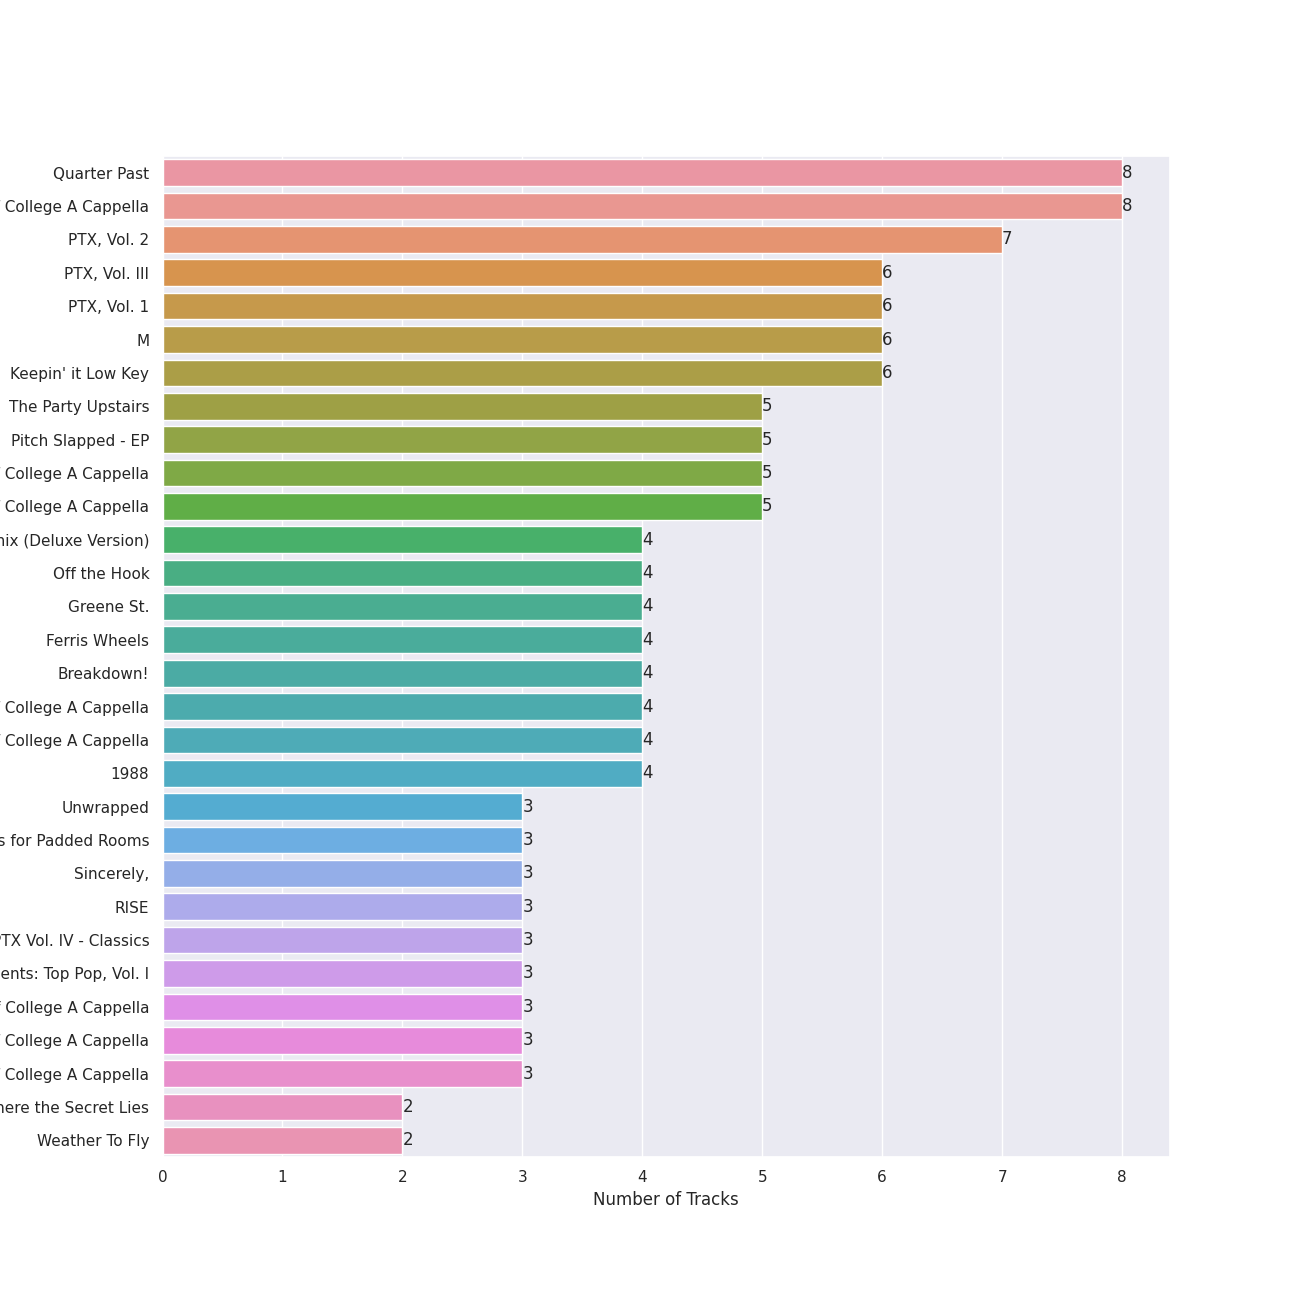 Quarter Past 8
College A Cappella 8
PTX, Vol. 2 7
PTX, Vol. III 6
PTX, Vol. 1 6
M 6
Keepin' it Low Key 6
The Party Upstairs 5
Pitch Slapped - EP 5
College A Cappella 5
College A Cappella 5
(Deluxe Version) 4
Off the Hook 4
Greene St. 4
Ferris Wheels 4
Breakdown! 4
College A Cappella 4
College A Cappella 4
1988 4
Unwrapped 3
for Padded Rooms 3
Sincerely, 3
RISE 3
PTX Vol. IV - Classics 3
Top Pop, Vol. I 3
College A Cappella 3
College A Cappella 3
College A Cappella 3
the Secret Lies 2
Weather To Fly 2
0 1 2 3 4 5 6 7 8
Number of Tracks